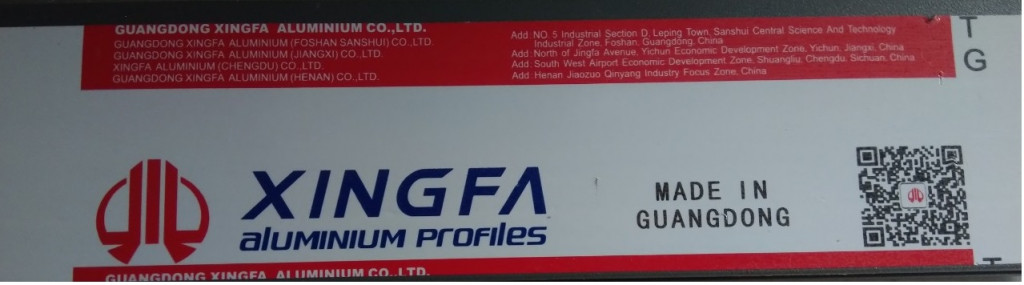 GUANGDONG XINGFA ALUMINIUM CO.,LTD.
GUANGDONG XINGFA ALUMINIUM (FOSHAN SANSHUI) CO.,LTD.
GUANGDONG XINGFA ALUMINIUM (JIANGXI) CO.,LTD.
XINGFA ALUMINIUM (CHENGDU) CO.,LTD.
GUANGDONG XINGFA ALUMINIUM (HENAN) CO.,LTD.
Add: NO. 5 Industrial Section D, Leping Town, Sanshui Central Science And Technology
Industrial Zone, Foshan, Guangdong, China
Add: North of Jingfa Avenue, Yichun Economic Development Zone, Yichun, Jiangxi, China
Add: South West Airport Economic Development Zone, Shuangliu, Chengdu, Sichuan, China
Add: Henan Jiaozuo Qinyang Industry Focus Zone, China
T
G
XINGFA
aLUMINIUM PrOFiles
MADE IN
GUANGDONG
GUANGDONG XINGFA ALUMINIUM CO.,LTD.
T